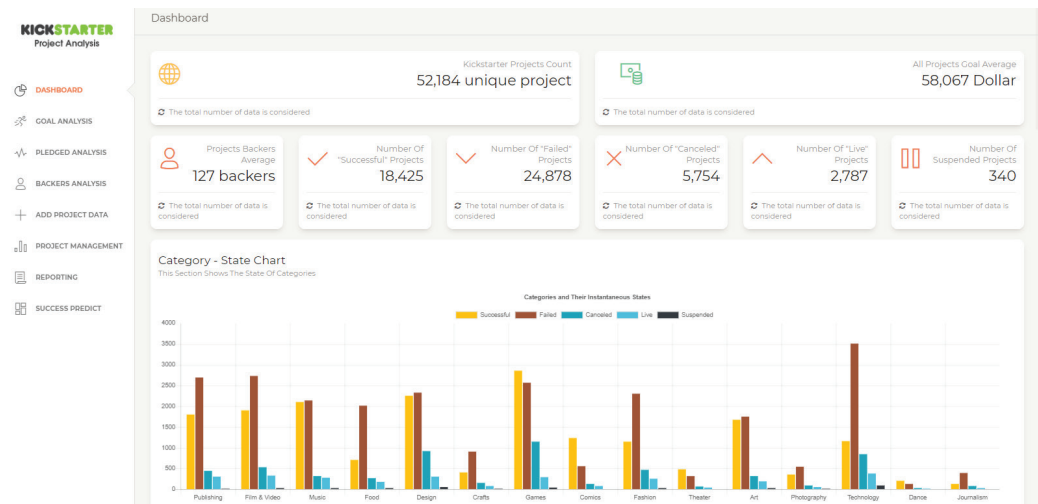 KICKSTARTER
Project Analysis
DASHBOARD
GOAL ANALYSIS
PLEDGED ANALYSIS
BACKERS ANALYSIS
ADD PROJECT DATA
PROJECT MANAGEMENT
REPORTING
SUCCESS PREDICT
Dashboard
Kickstarter Projects Count
52,184 unique project
The total number of data is considered
All Projects Goal Average
58,067 Dollar
The total number of data is considered
Projects Backers
Average
127 backers
The total number of data is
considered
Number Of
"Successful" Projects
18,425
The total number of data is
considered
Number Of "Failed"
Projects
24,878
The total number of data is
considered
Number Of "Canceled"
Projects
5,754
The total number of data is
considered
Number Of "Live"
Projects
2,787
The total number of data is
considered
Number Of
Suspended Projects
340
The total number of data is
considered
Category - State Chart
This Section Shows The State Of Categories
Categories and Their Instantaneous States
Successful Failed Canceled Live Suspended
4000
3500
3000
2500
2000
1500
1000
500
0
Publishing Film & Video Music Food Design Crafts Games Comics Fashion Theater Art Photography Technology Dance Journalism